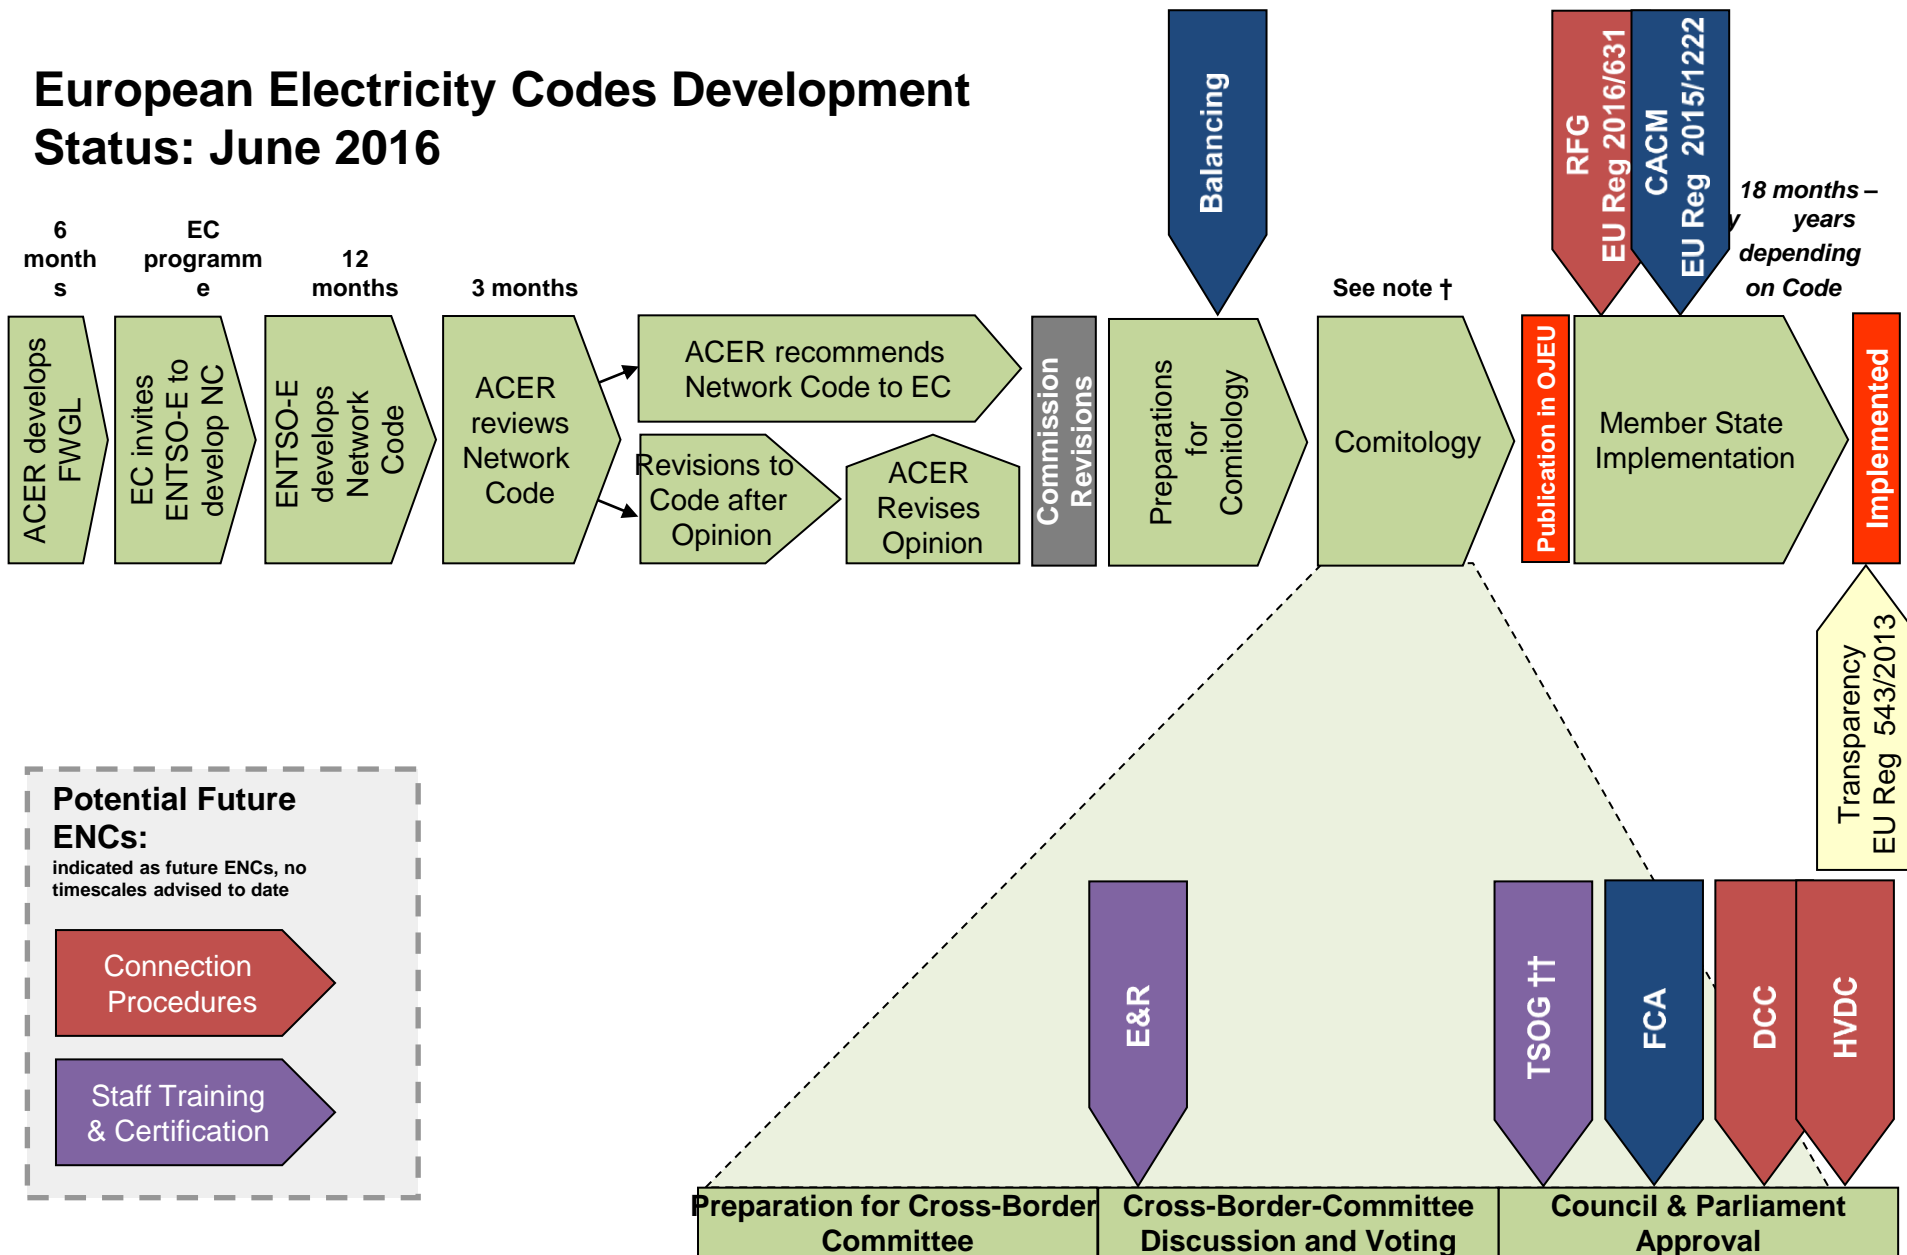 European Electricity Codes Development
Status: June 2016
6
month
s
EC
programm
e
12
months
3 months
See note †
18 months –
y years
depending
on Code
Balancing
RFG
EU Reg 2016/631
CACM
EU Reg 2015/1222
ACER develops
FWGL
EC invites
ENTSO-E to
develop NC
ENTSO-E
develops
Network
Code
ACER
reviews
Network
Code
ACER recommends
Network Code to EC
Revisions to
Code after
Opinion
ACER
Revises
Opinion
Commission
Revisions
Preparations
for
Comitology
Comitology
Publication in OJEU
Member State
Implementation
Implemented
Transparency
EU Reg 543/2013
Potential Future
ENCs:
indicated as future ENCs, no
timescales advised to date
Connection
Procedures
Staff Training
& Certification
E&R
TSOG ††
FCA
DCC
HVDC
Preparation for Cross-Border
Committee
Cross-Border-Committee
Discussion and Voting
Council & Parliament
Approval